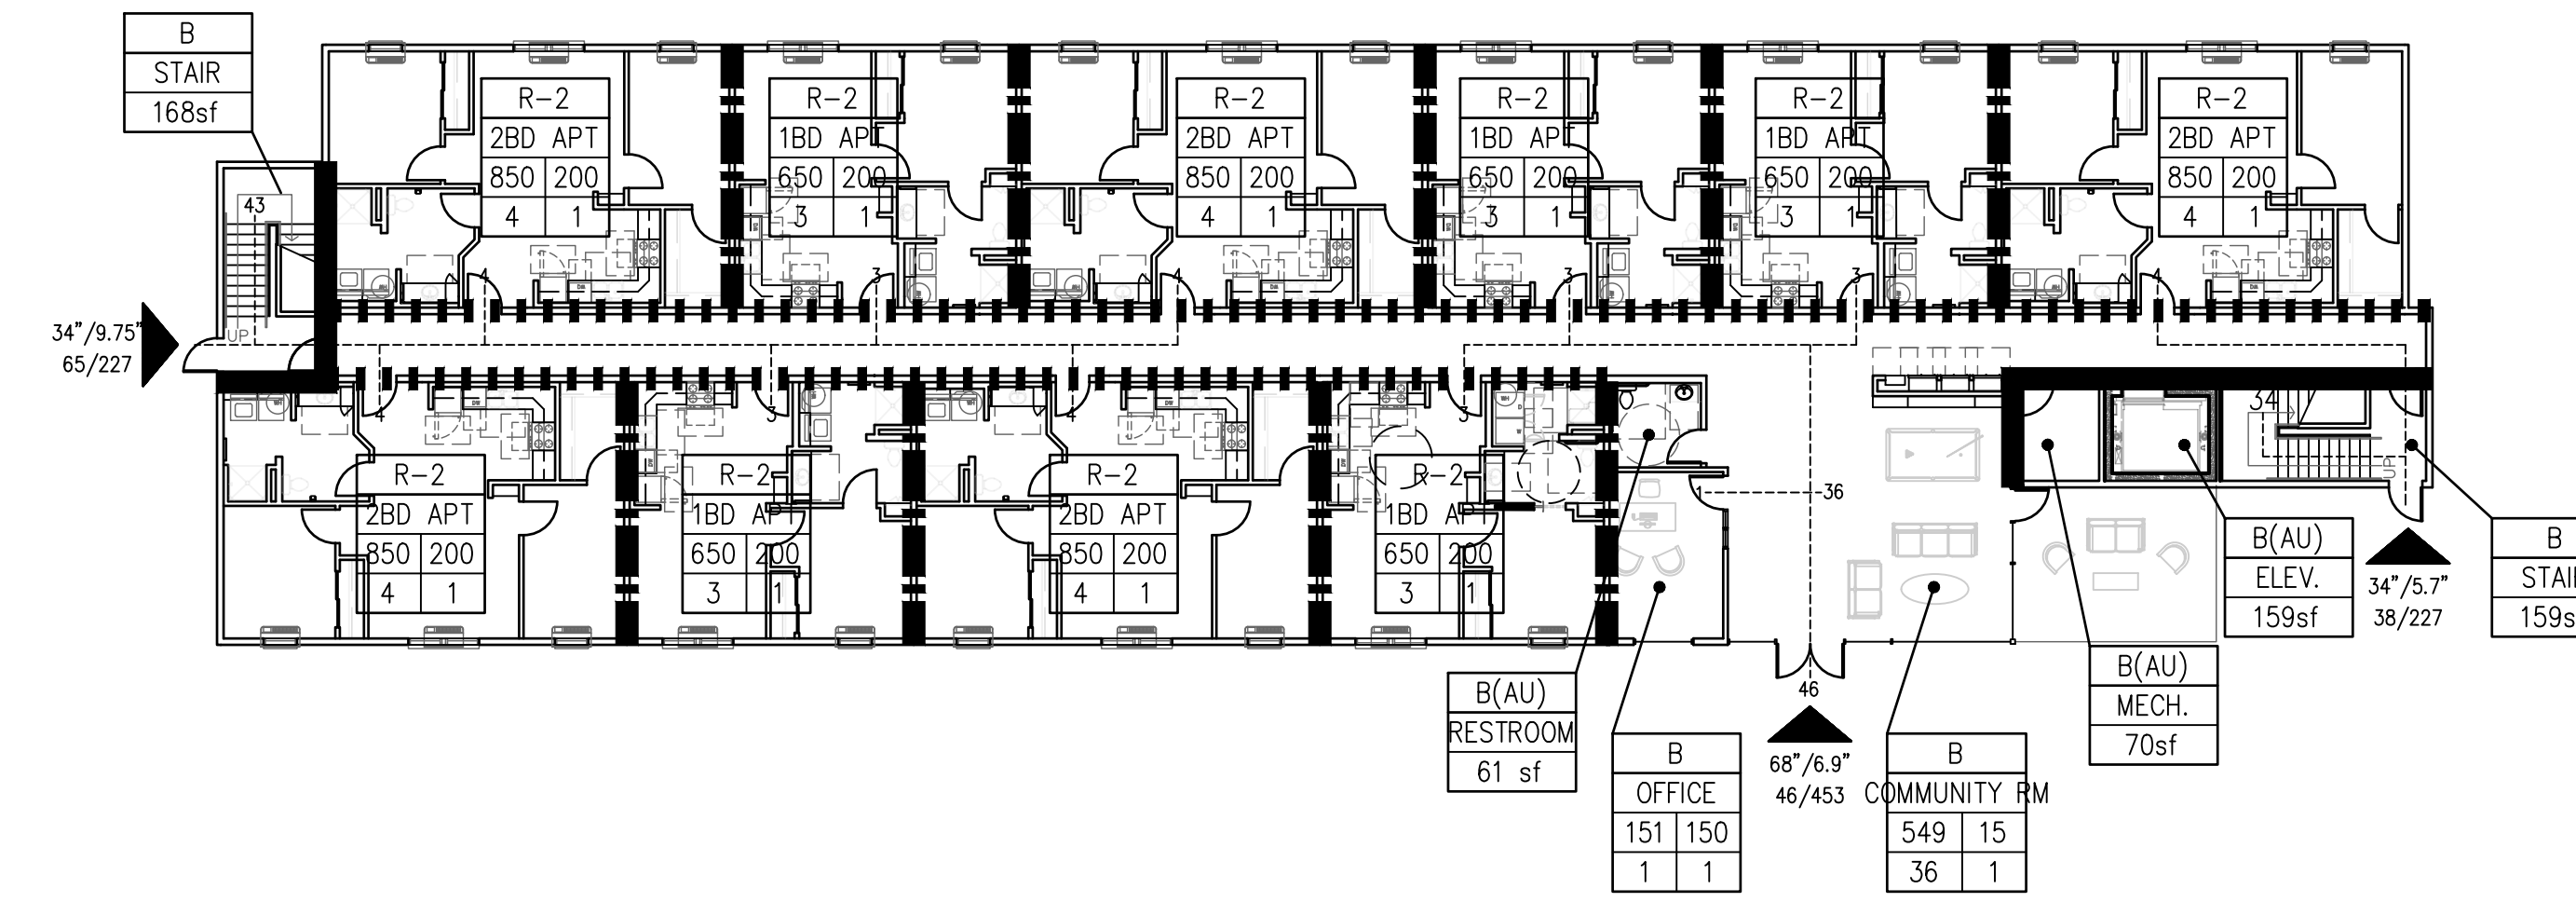 B
STAIR
168sf
R-2
2BD APT
850 200
4 1
R-2
1BD APT
650 200
3 1
R-2
2BD APT
850 200
4 1
R-2
1BD APT
650 200
3 1
R-2
1BD APT
650 200
3 1
R-2
2BD APT
850 200
4 1
43
UP
4
3
4
3
3
4
34"/9.75"
65/227
4
3
4
3
34
UP
R-2
2BD APT
850 200
4 1
R-2
1BD APT
650 200
3 1
R-2
2BD APT
850 200
4 1
R-2
1BD APT
650 200
3 1
1
36
46
68"/6.9"
46/453
B(AU)
RESTROOM
61 sf
B
OFFICE
151 150
1 1
B
COMMUNITY RM
549 15
36 1
B(AU)
MECH.
70sf
B(AU)
ELEV.
159sf
34"/5.7"
38/227
B
STAI
159s